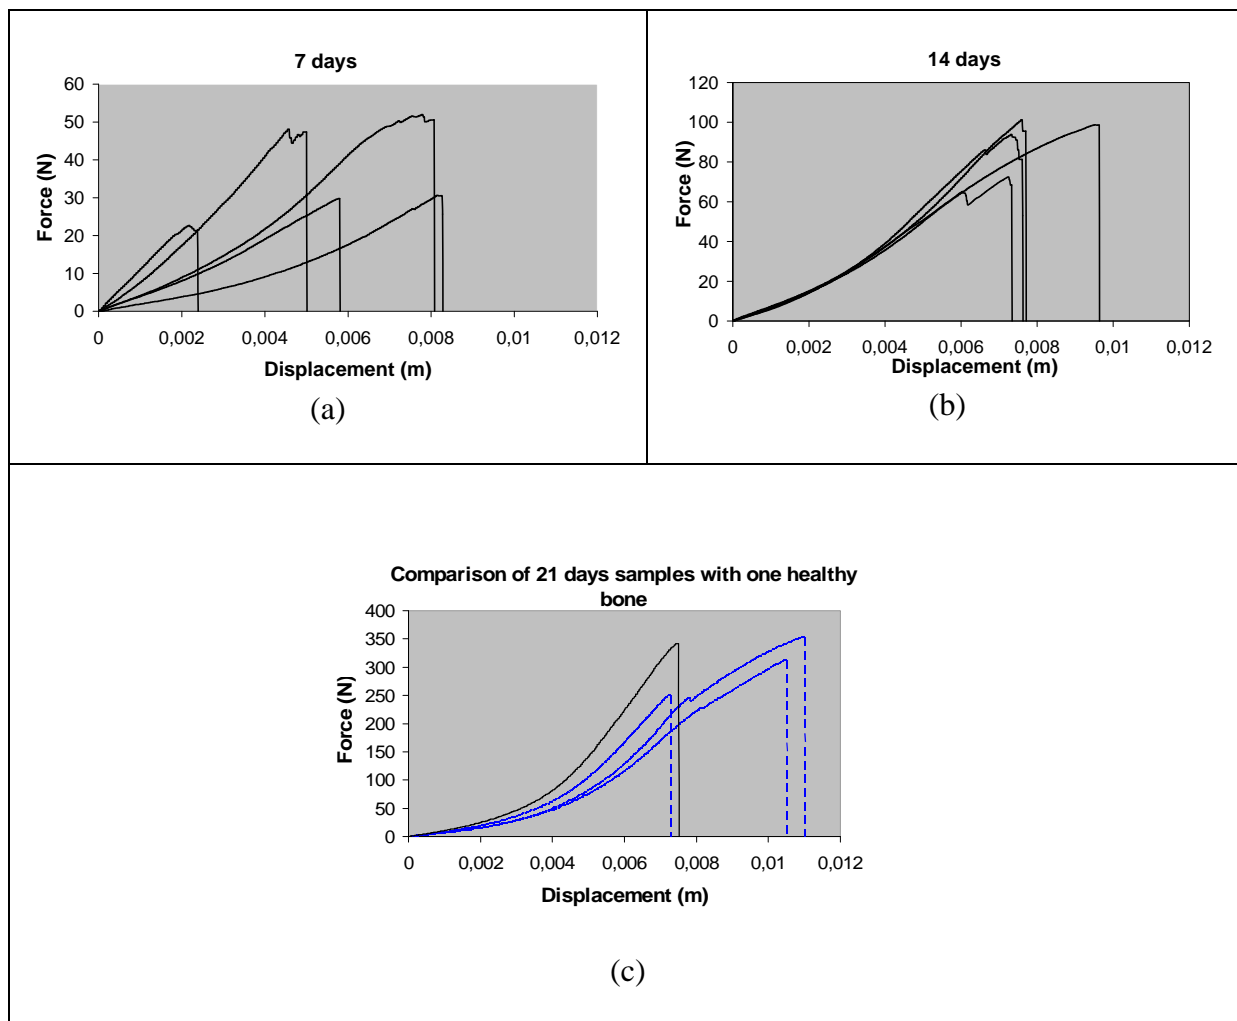 7 days
60
50
40
30
20
10
0
Force (N)
0 0,002 0,004 0,006 0,008 0,01 0,012
Displacement (m)
(a)
14 days
120
100
80
60
40
20
0
Force (N)
0 0,002 0,004 0,006 0,008 0,01 0,012
Displacement (m)
(b)
Comparison of 21 days samples with one healthy
bone
400
350
300
250
200
150
100
50
0
Force (N)
0 0,002 0,004 0,006 0,008 0,01 0,012
Displacement (m)
(c)